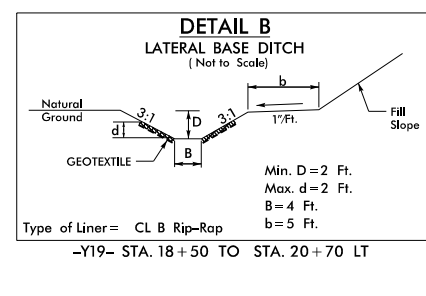 DETAIL B
LATERAL BASE DITCH
( Not to Scale)
b
Natural
Ground
3:1
D
3:1
1"/Ft.
Fill
Slope
d
GEOTEXTILE
B
Min. D=2 Ft.
Max. d=2 Ft.
B=4 Ft.
b=5 Ft.
Type of Liner= CL B Rip-Rap
-Y19- STA. 18+50 TO STA. 20+70 LT